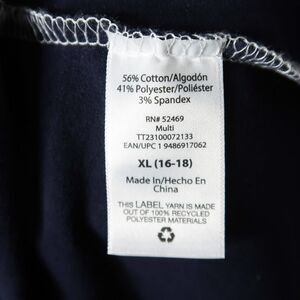 56% Cotton/Algodón
41% Polyester/Poliéster
3% Spandex
RN# 52469
Multi
TT23100072133
EAN/UPC 1 9486917062
XL (16-18)
Made In/Hecho En
China
THIS LABEL YARN IS MADE
OUT OF 100% RECYCLED
POLYESTER MATERIALS